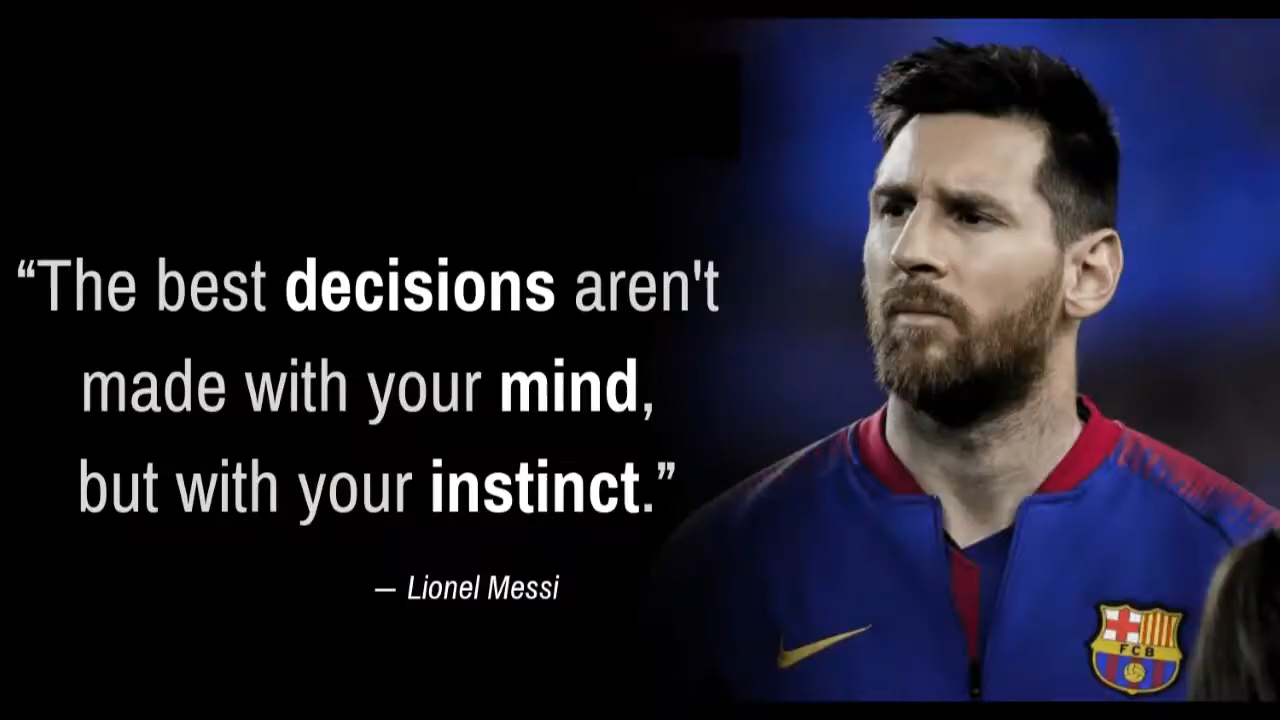 “The best decisions aren't
made with your mind,
but with your instinct.”
— Lionel Messi
FCB